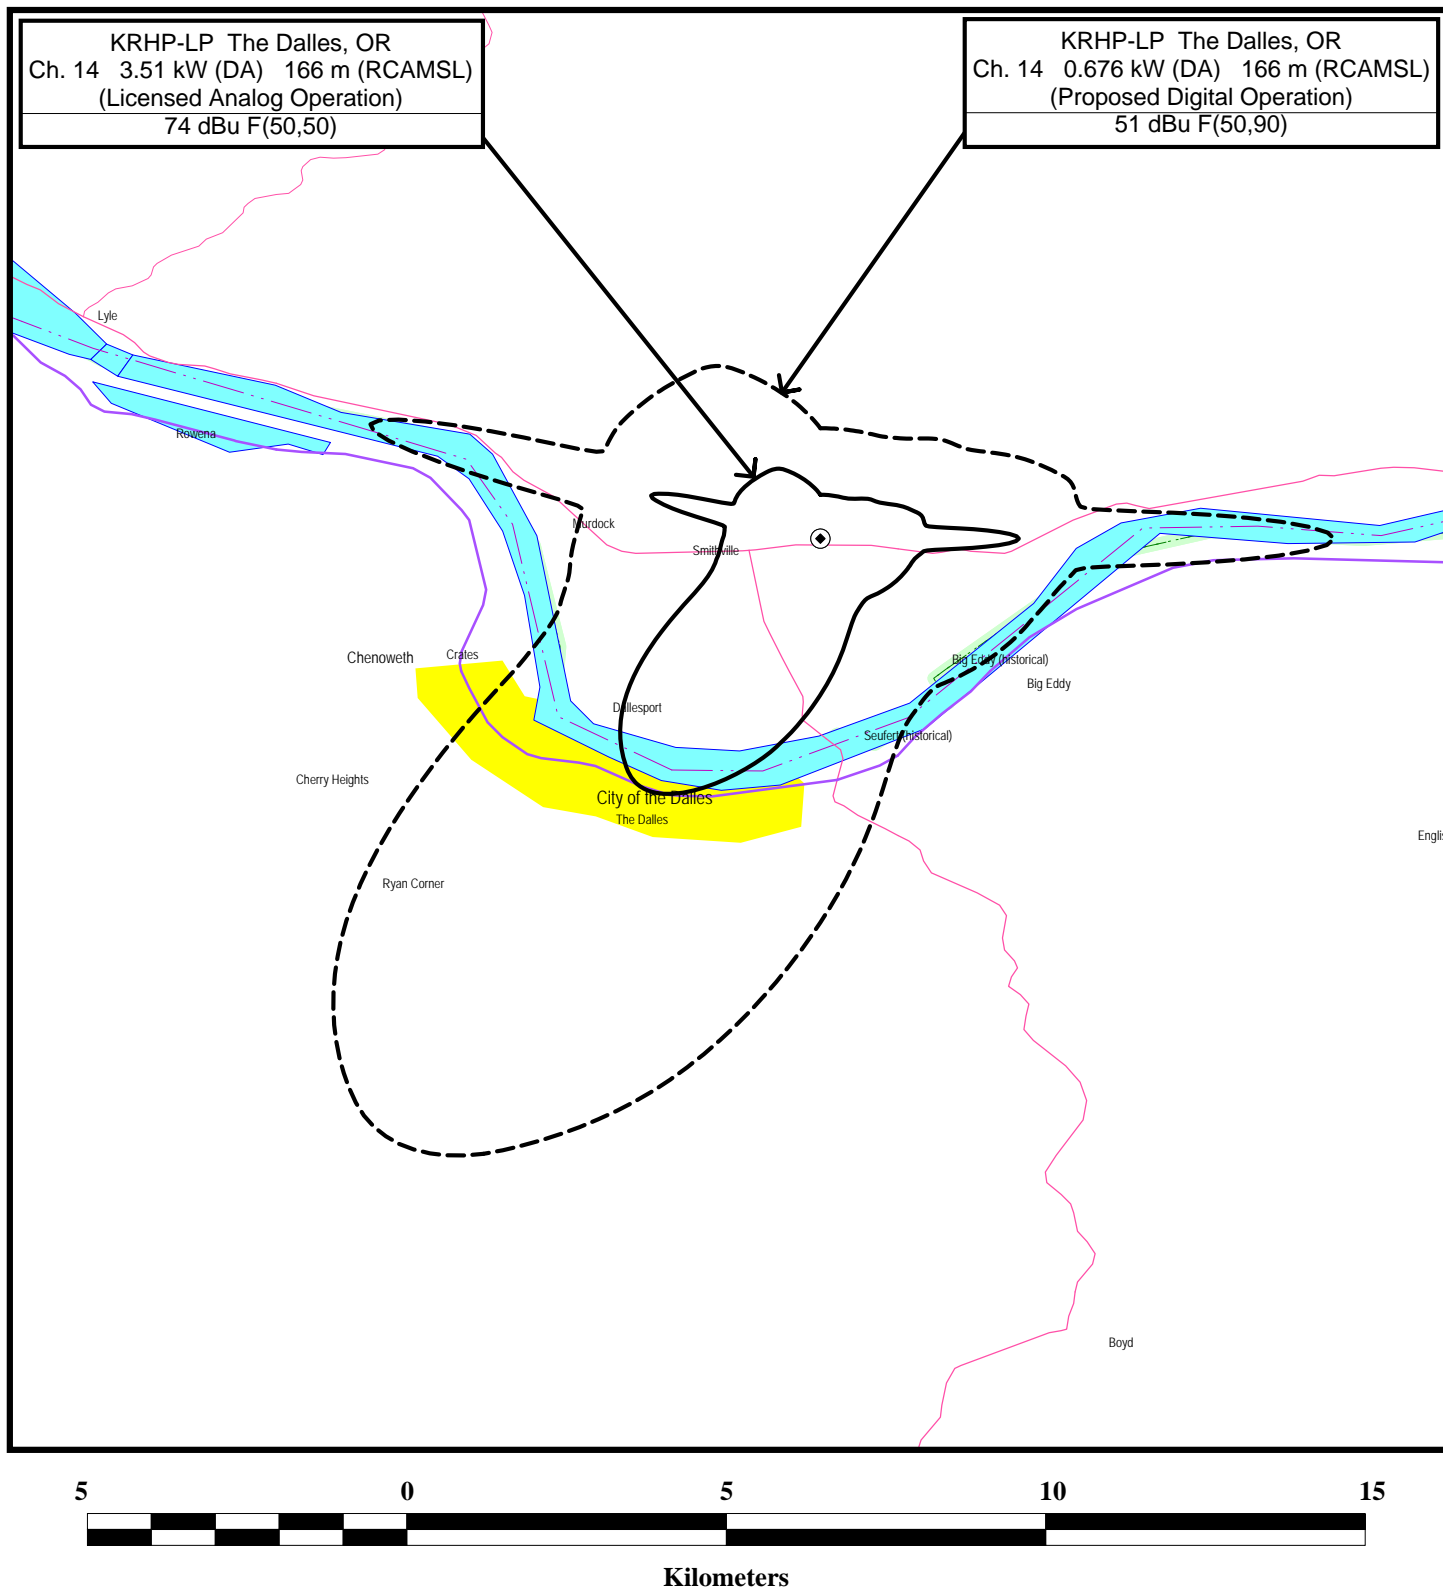 KRHP-LP The Dalles, OR
Ch. 14 3.51 kW (DA) 166 m (RCAMSL)
(Licensed Analog Operation)
74 dBu F(50,50)
KRHP-LP The Dalles, OR
Ch. 14 0.676 kW (DA) 166 m (RCAMSL)
(Proposed Digital Operation)
51 dBu F(50,90)
Lyle
Rowena
Murdock
Smithville
Chenoweth
Crates
Big Eddy (historical)
Big Eddy
Dallesport
Seufert (historical)
Cherry Heights
City of the Dalles
The Dalles
Englis
Ryan Corner
Boyd
5 0 5 10 15
Kilometers